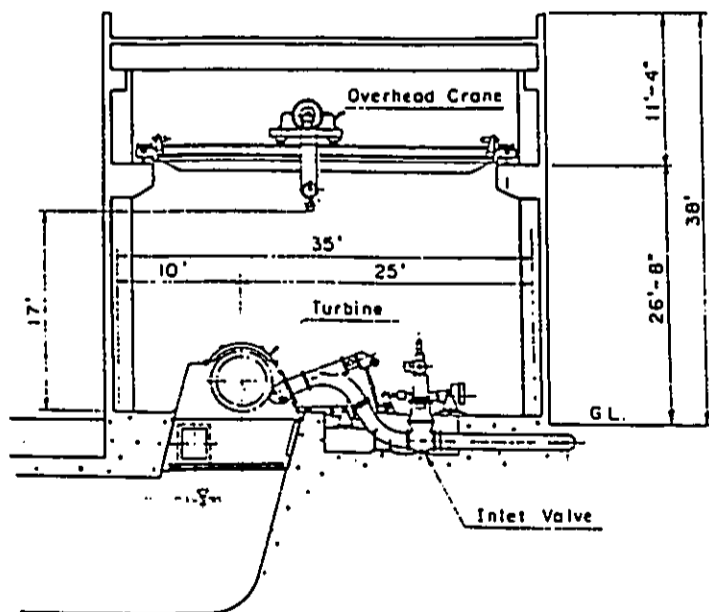 Overhead Crane
11'-4"
38'
35'
10'
25'
17'
26'-8"
Turbine
G L.
Inlet Valve